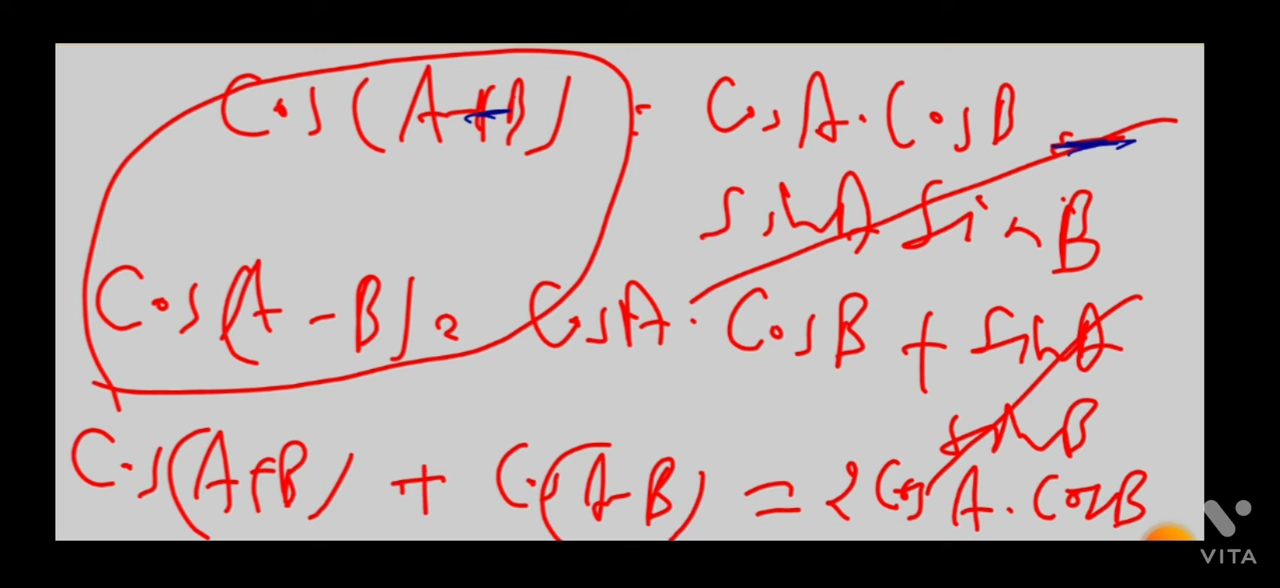 Cos(A+B) = CosA.CosB -
SinA SinB
Cos(A-B) = CosA.CosB + SinA
SinB
Cos(A+B) + Cos(A-B) = 2CosA.CosB
VITA